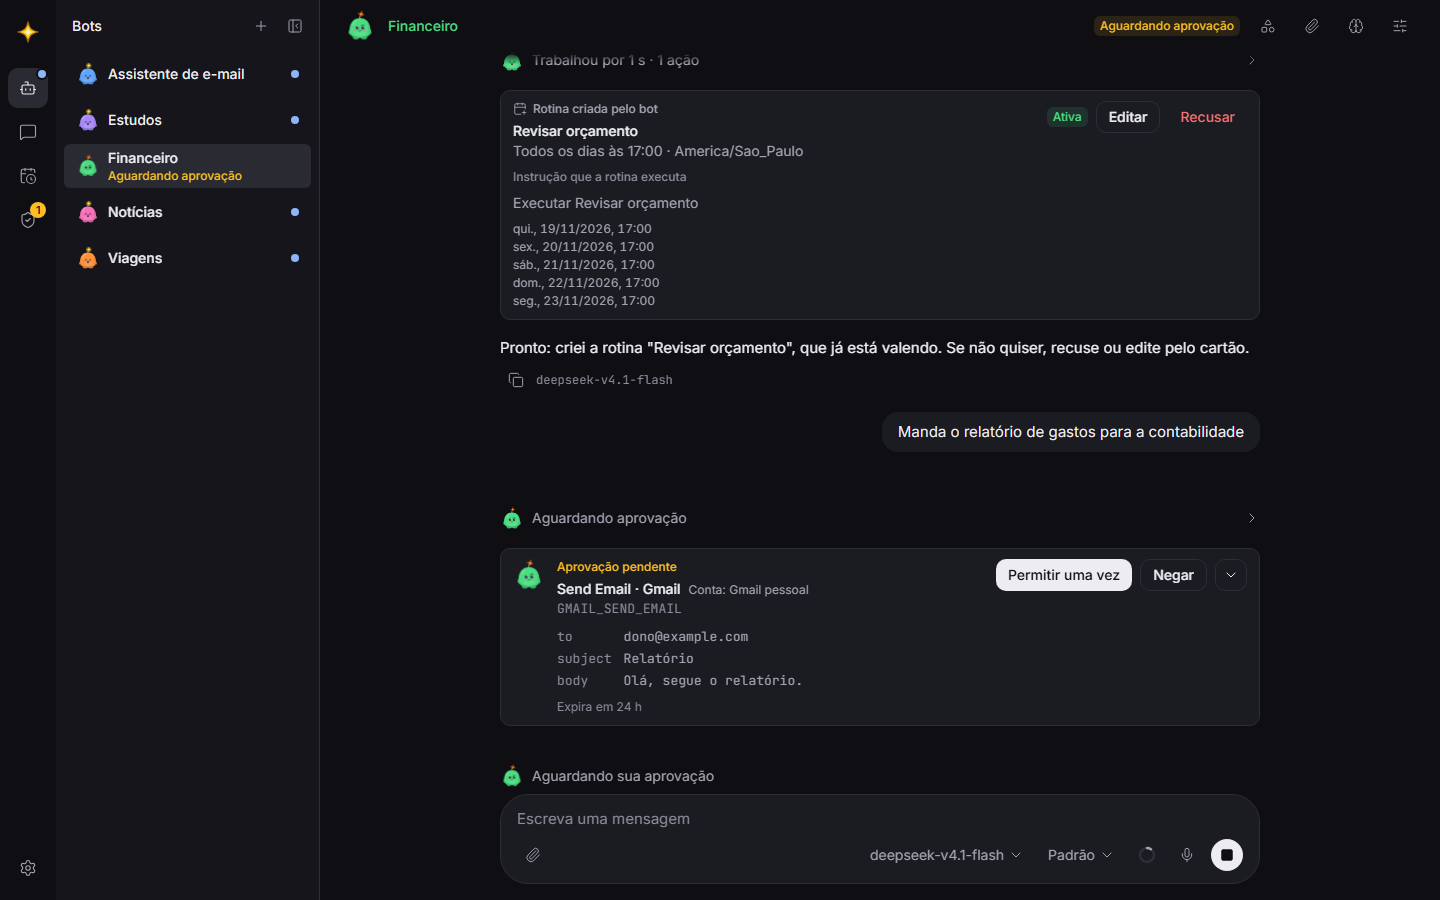 Bots
Assistente de e-mail
Estudos
Financeiro
Aguardando aprovação
1
Notícias
Viagens
Financeiro
Aguardando aprovação
Trabalhou por 1 s · 1 ação
Rotina criada pelo bot
Revisar orçamento
Todos os dias às 17:00 · America/Sao_Paulo
Ativa
Editar
Recusar
Instrução que a rotina executa
Executar Revisar orçamento
qui., 19/11/2026, 17:00
sex., 20/11/2026, 17:00
sáb., 21/11/2026, 17:00
dom., 22/11/2026, 17:00
seg., 23/11/2026, 17:00
Pronto: criei a rotina "Revisar orçamento", que já está valendo. Se não quiser, recuse ou edite pelo cartão.
deepseek-v4.1-flash
Manda o relatório de gastos para a contabilidade
Aguardando aprovação
Aprovação pendente
Send Email · Gmail Conta: Gmail pessoal
GMAIL_SEND_EMAIL
Permitir uma vez
Negar
to dono@example.com
subject Relatório
body Olá, segue o relatório.
Expira em 24 h
Aguardando sua aprovação
Escreva uma mensagem
deepseek-v4.1-flash
Padrão